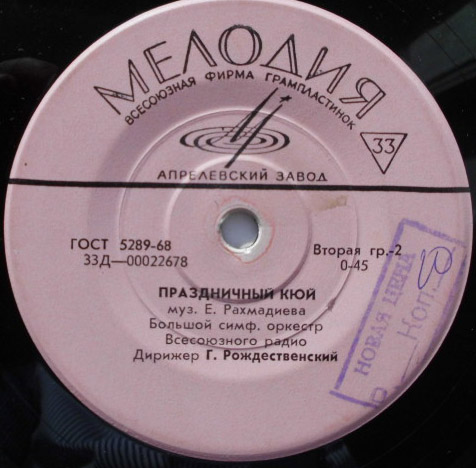 МЕЛОДИЯ
ВСЕСОЮЗНАЯ ФИРМА ГРАМПЛАСТИНОК
33
АПРЕЛЕВСКИЙ ЗАВОД
ГОСТ 5289-68
33Д—00022678
Вторая гр.-2
0-45
ПРАЗДНИЧНЫЙ КЮЙ
муз. Е. Рахмадиева
Большой симф. оркестр
Всесоюзного радио
Дирижер Г. Рождественский
НОВАЯ ЦЕНА
Коп.